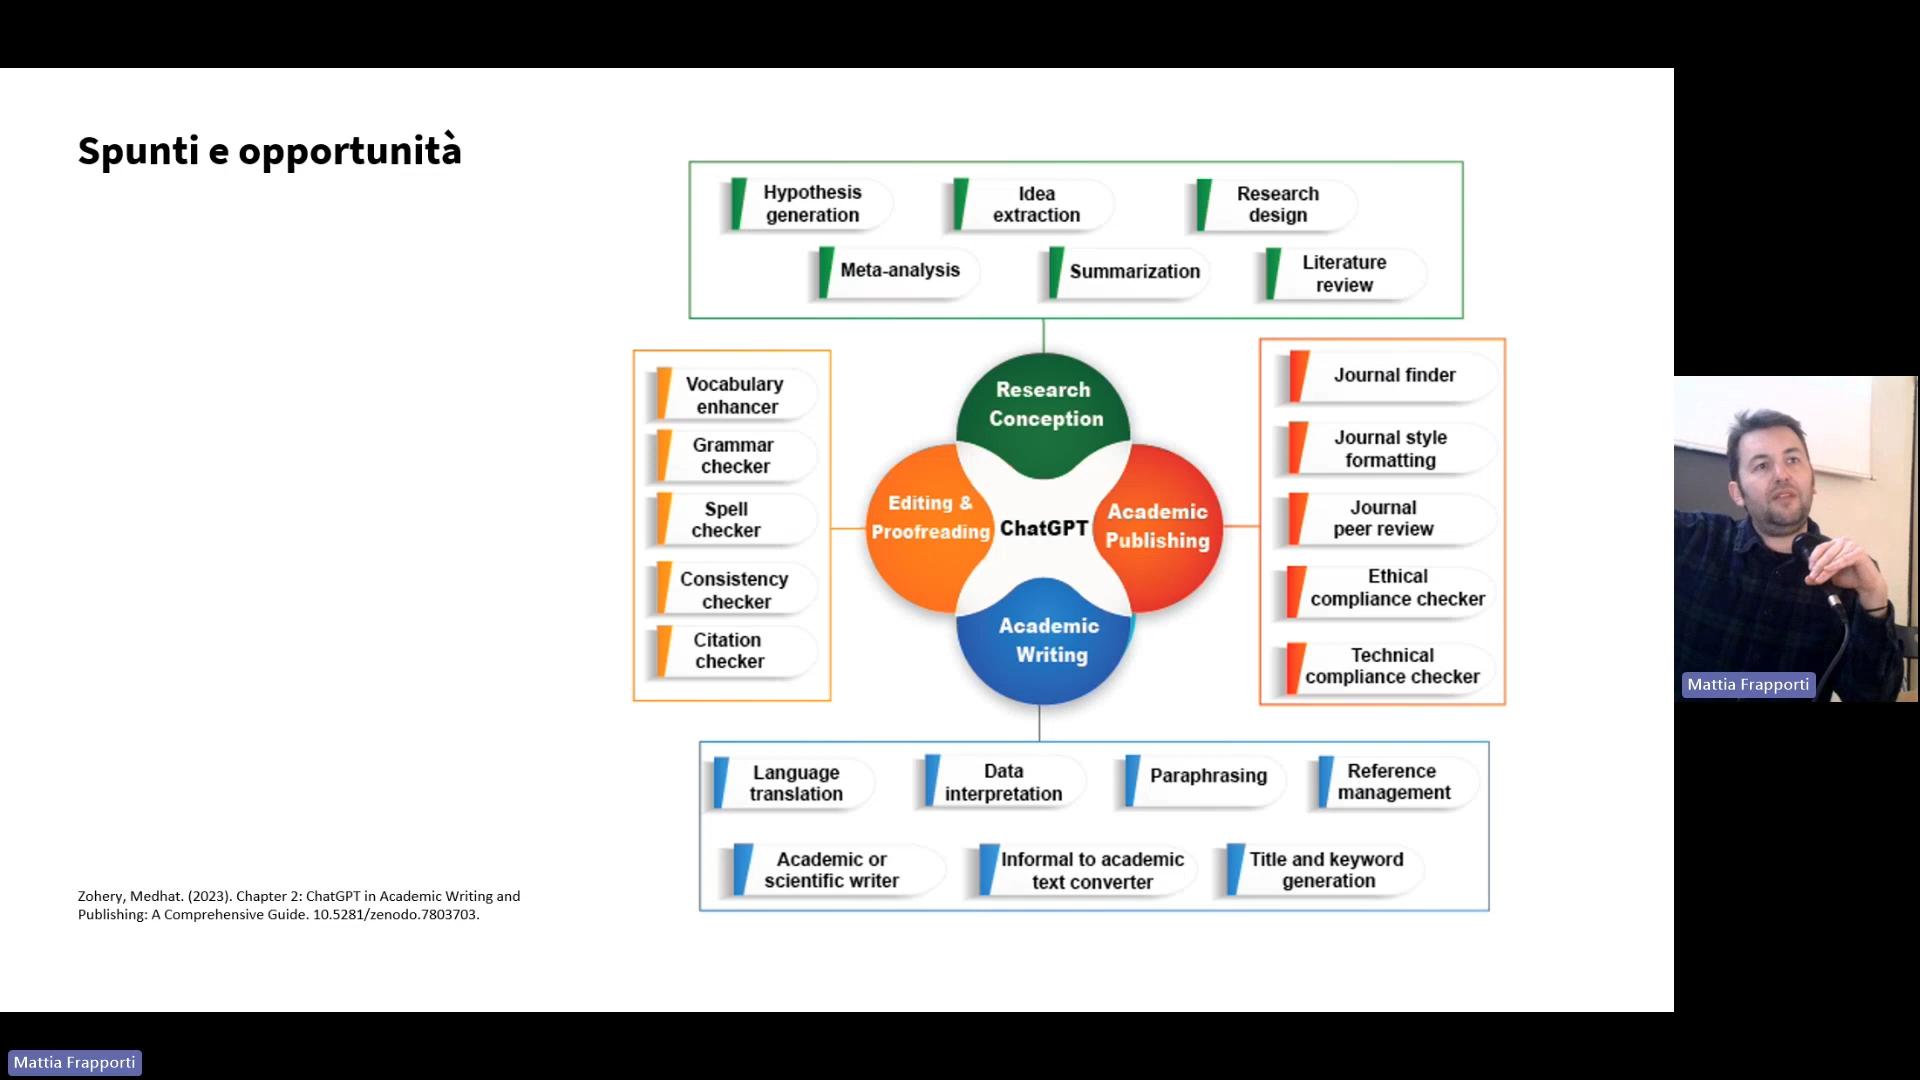 Spunti e opportunità
Hypothesis
generation
Idea
extraction
Research
design
Meta-analysis
Summarization
Literature
review
Vocabulary
enhancer
Grammar
checker
Spell
checker
Consistency
checker
Citation
checker
Research
Conception
Editing &
Proofreading
ChatGPT
Academic
Publishing
Academic
Writing
Journal finder
Journal style
formatting
Journal
peer review
Ethical
compliance checker
Technical
compliance checker
Language
translation
Data
interpretation
Paraphrasing
Reference
management
Academic or
scientific writer
Informal to academic
text converter
Title and keyword
generation
Zohery, Medhat. (2023). Chapter 2: ChatGPT in Academic Writing and
Publishing: A Comprehensive Guide. 10.5281/zenodo.7803703.
Mattia Frapporti
Mattia Frapporti